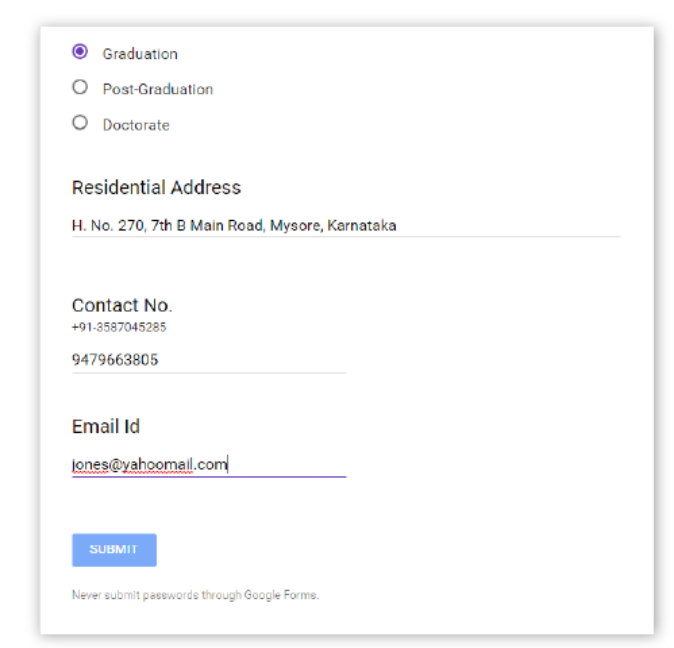 Graduation
Post-Graduation
Doctorate
Residential Address
H. No. 270, 7th B Main Road, Mysore, Karnataka
Contact No.
+91-3587045285
9479663805
Email Id
jones@yahoomail.com
SUBMIT
Never submit passwords through Google Forms.